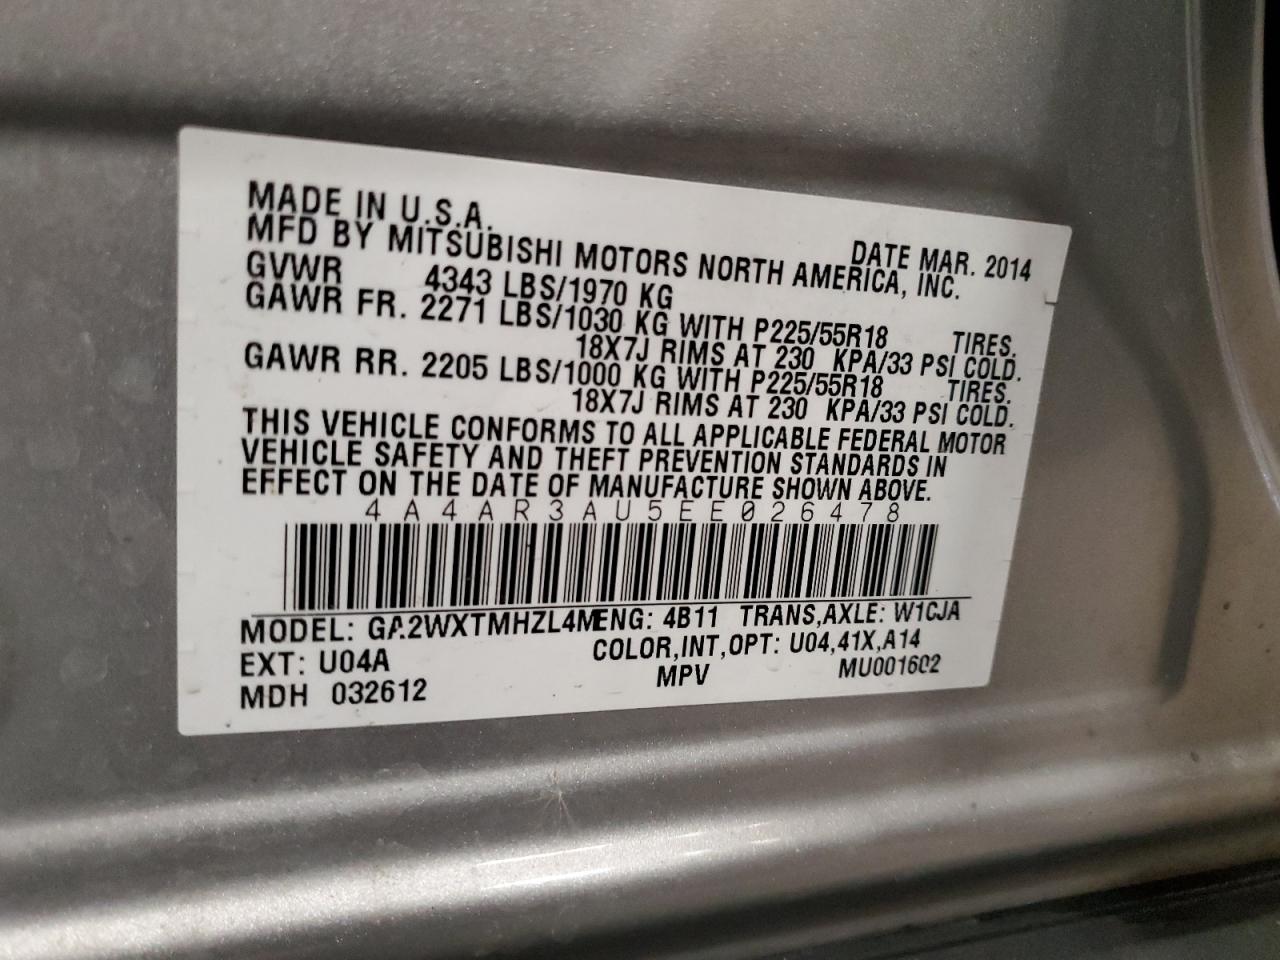 MADE IN U.S.A. DATE MAR. 2014
MFD BY MITSUBISHI MOTORS NORTH AMERICA, INC.
GVWR 4343 LBS/1970 KG
GAWR FR. 2271 LBS/1030 KG WITH P225/55R18 TIRES,
18X7J RIMS AT 230 KPA/33 PSI COLD.
GAWR RR. 2205 LBS/1000 KG WITH P225/55R18 TIRES.
18X7J RIMS AT 230 KPA/33 PSI COLD.
THIS VEHICLE CONFORMS TO ALL APPLICABLE FEDERAL MOTOR
VEHICLE SAFETY AND THEFT PREVENTION STANDARDS IN
EFFECT ON THE DATE OF MANUFACTURE SHOWN ABOVE.
4A4AR3AU5EE026478
MODEL: GA2WXTMHZL4M ENG: 4B11 TRANS,AXLE: W1CJA
EXT: U04A COLOR,INT,OPT: U04,41X,A14
MDH 032612 MPV MU001602